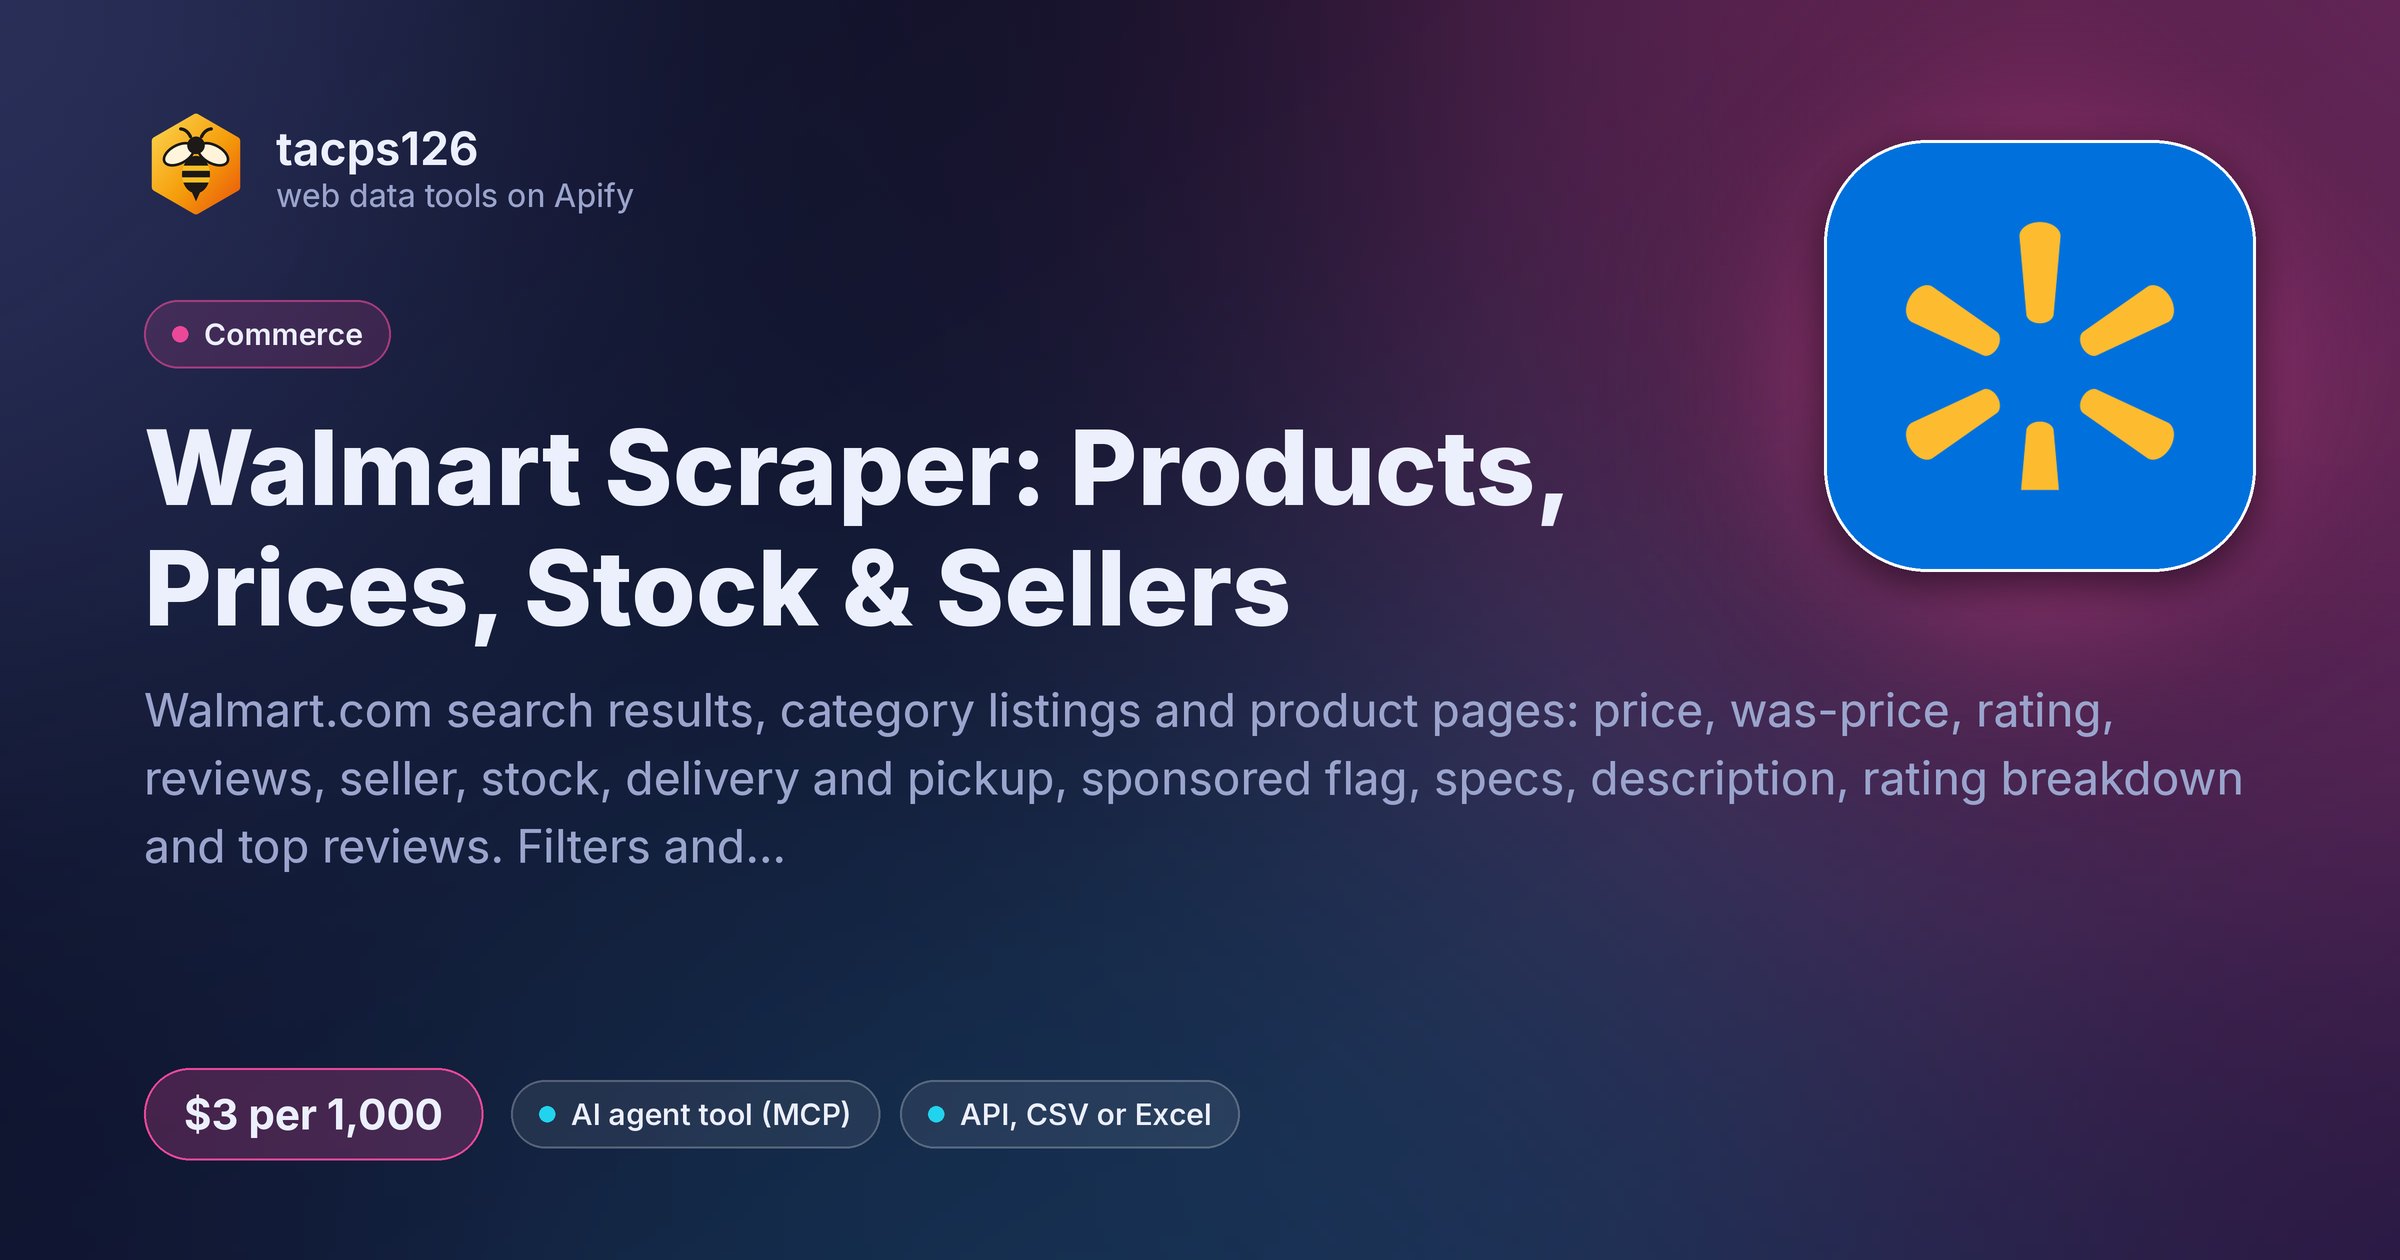 tacps126
web data tools on Apify
Commerce
Walmart Scraper: Products,
Prices, Stock & Sellers
Walmart.com search results, category listings and product pages: price, was-price, rating,
reviews, seller, stock, delivery and pickup, sponsored flag, specs, description, rating breakdown
and top reviews. Filters and...
$3 per 1,000
AI agent tool (MCP)
API, CSV or Excel